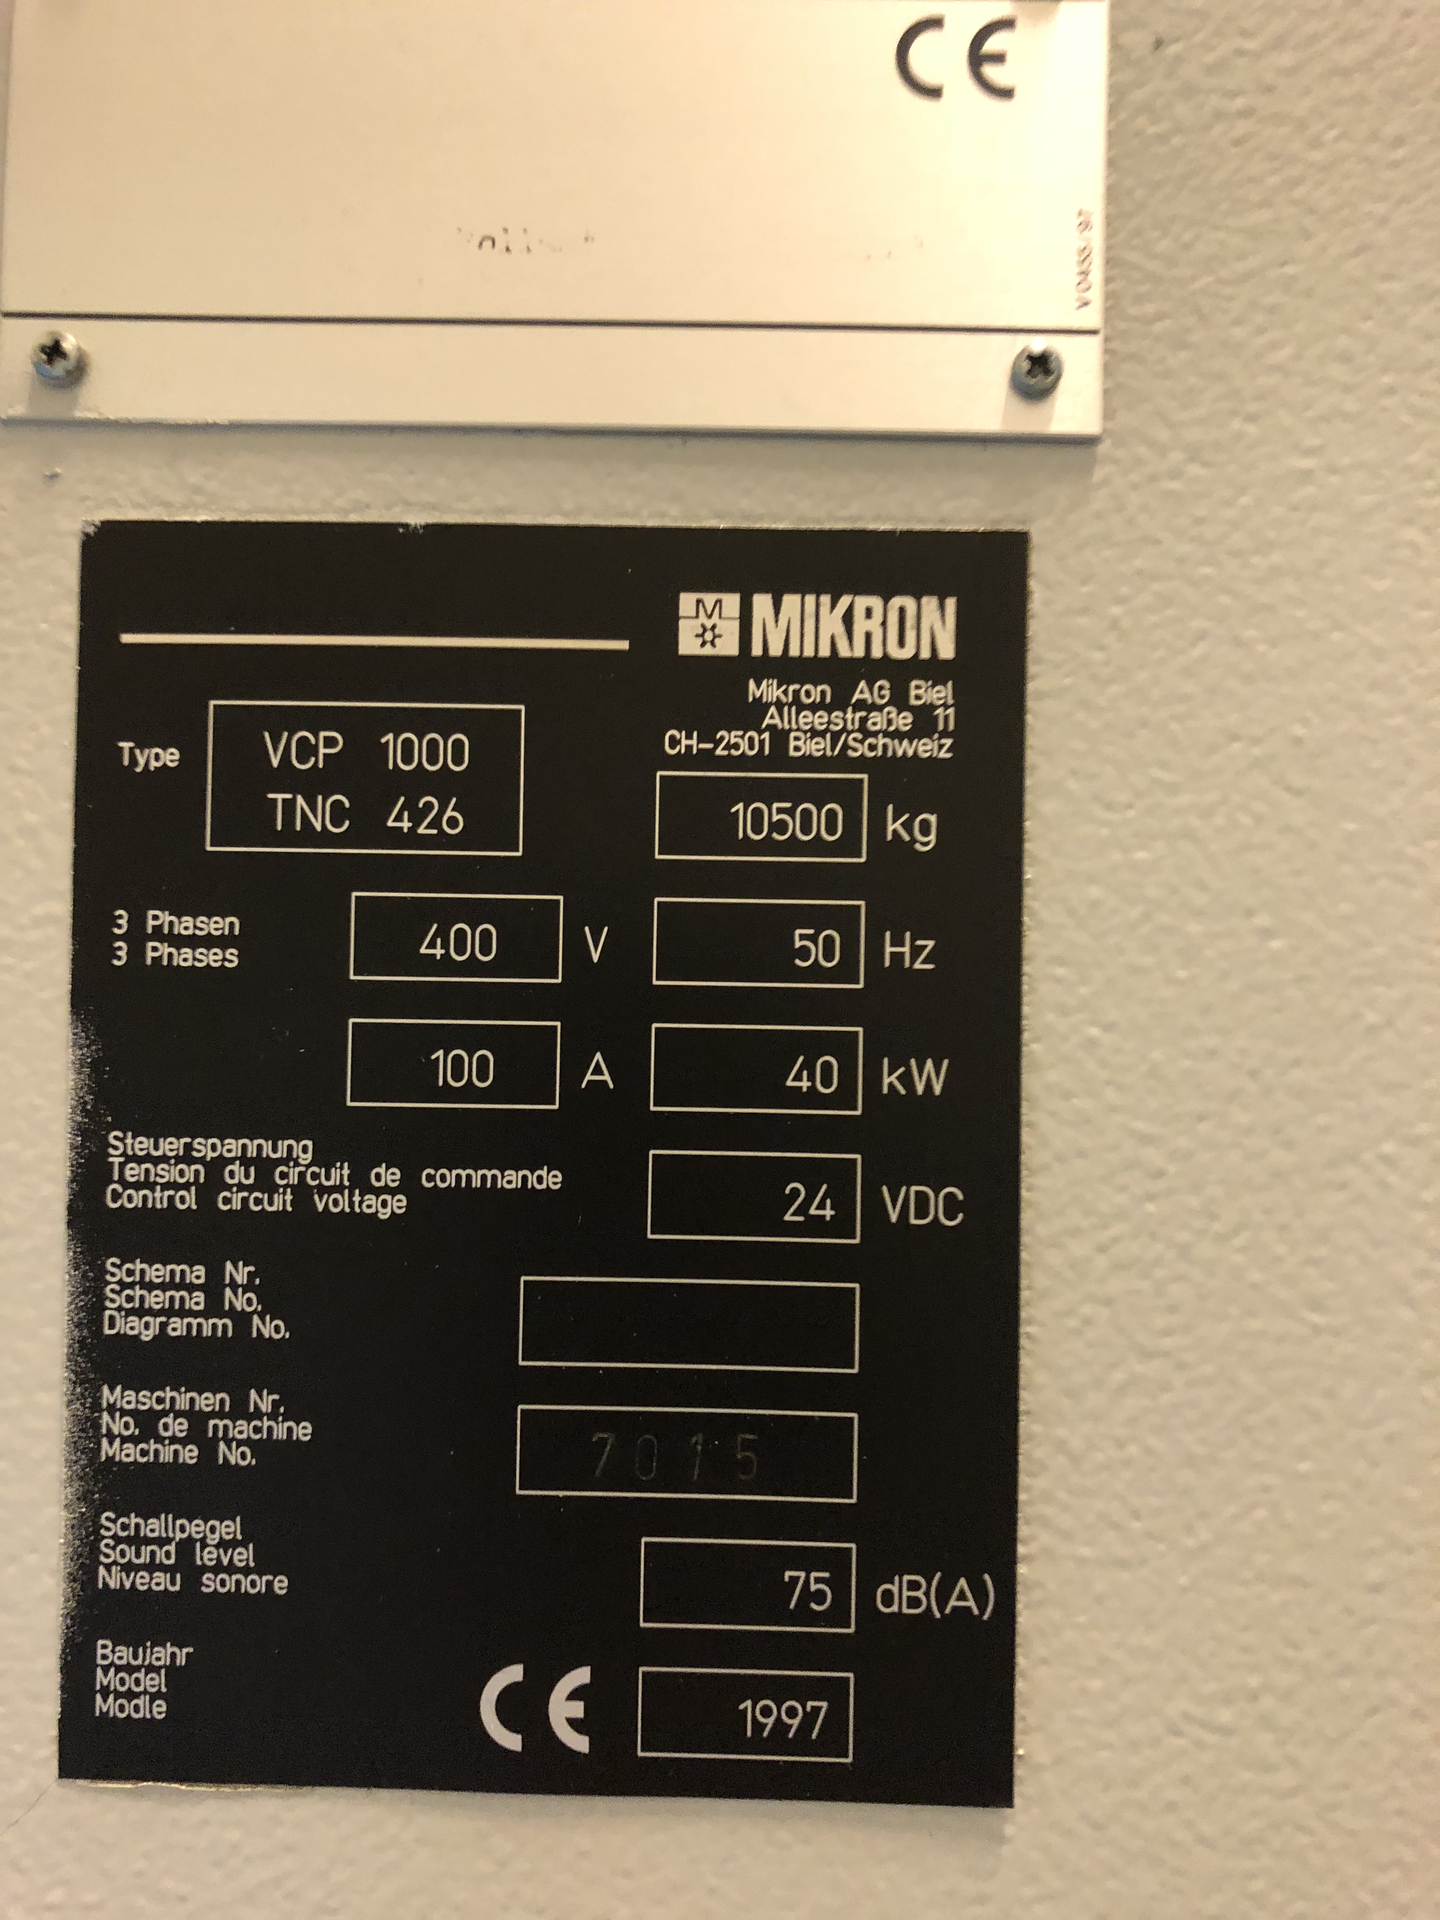 CE
V0433/97
MIKRON
Mikron AG Biel
Alleestraße 11
CH-2501 Biel/Schweiz
Type
VCP 1000
TNC 426
10500 kg
3 Phasen
3 Phases
400 V
50 Hz
100 A
40 kW
Steuerspannung
Tension du circuit de commande
Control circuit voltage
24 VDC
Schema Nr.
Schema No.
Diagramm No.
Maschinen Nr.
No. de machine
Machine No.
7015
Schallpegel
Sound level
Niveau sonore
75 dB(A)
Baujahr
Model
Modle
CE
1997